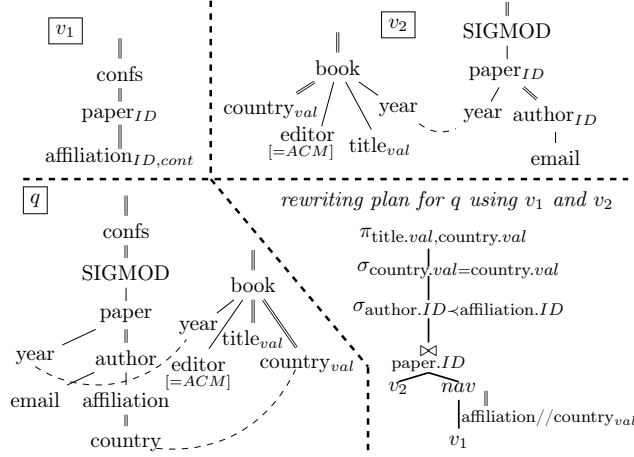 v1
confs
paperID
affiliationID,cont
v2
book
countryval
editor
[=ACM]
titleval
year
SIGMOD
paperID
year
authorID
email
q
confs
SIGMOD
paper
year
author
email
affiliation
country
book
year
editor
[=ACM]
titleval
countryval
rewriting plan for q using v1 and v2
πtitle.val,country.val
σcountry.val=country.val
σauthor.ID≺affiliation.ID
⋈
paper.ID
v2 nav
affiliation//countryval
v1